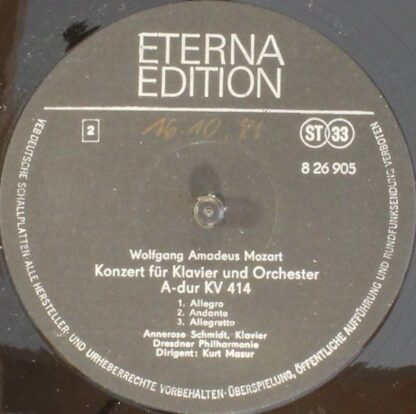 ETERNA
EDITION
2
16.10.81
ST 33
8 26 905
Wolfgang Amadeus Mozart
Konzert für Klavier und Orchester
A-dur KV 414
1. Allegro
2. Andante
3. Allegretto
Annerose Schmidt, Klavier
Dresdner Philharmonie
Dirigent: Kurt Masur
VEB DEUTSCHE SCHALLPLATTEN · ALLE HERSTELLER- UND URHEBERRECHTE VORBEHALTEN · ÜBERSPIELUNG, ÖFFENTLICHE AUFFÜHRUNG UND RUNDFUNKSENDUNG VERBOTEN